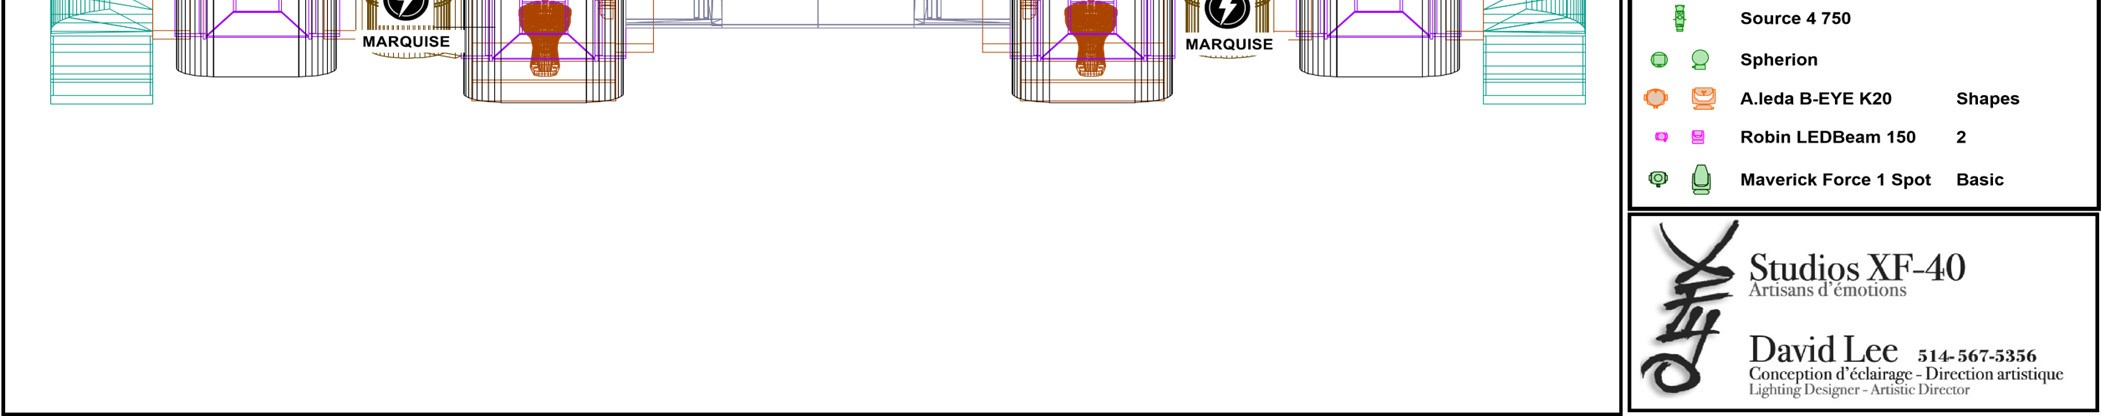 MARQUISE
MARQUISE
Source 4 750
Spherion
A.leda B-EYE K20 Shapes
Robin LEDBeam 150 2
Maverick Force 1 Spot Basic
Studios XF-40
Artisans d'émotions
David Lee 514-567-5356
Conception d'éclairage - Direction artistique
Lighting Designer - Artistic Director